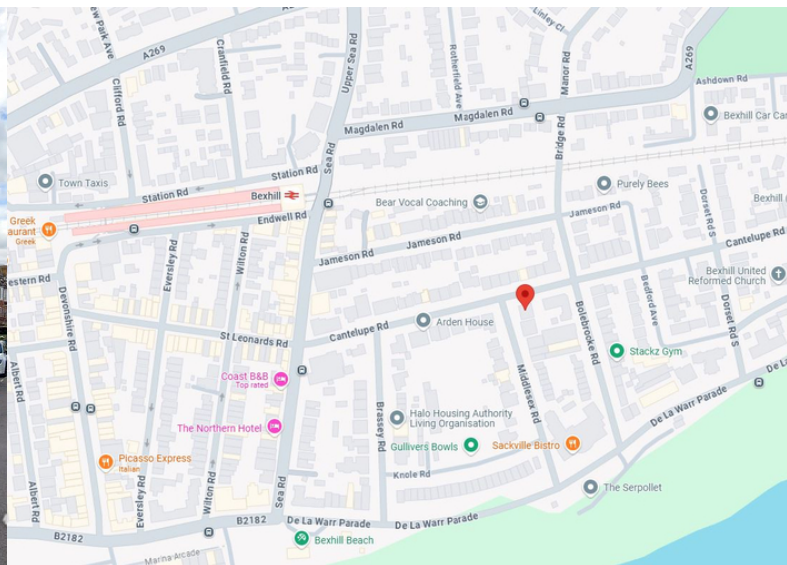 New Park Ave
A269
Clifford Rd
Cranfield Rd
Upper Sea Rd
Rotherfield Ave
Linley Cl
Manor Rd
A269
Ashdown Rd
Magdalen Rd
Magdalen Rd
Bexhill Car Car
Town Taxis
Station Rd
Station Rd
Bexhill
Sea Rd
Bridge Rd
Purely Bees
Bear Vocal Coaching
Greek
aurant
Greek
Endwell Rd
Jameson Rd
Jameson Rd
Jameson Rd
Dorset Rd S
Bexhill
Cantelupe Rd
estern Rd
Eversley Rd
Wilton Rd
Bexhill United
Reformed Church
Devonshire Rd
St Leonards Rd
Cantelupe Rd
Arden House
Bolebrooke Rd
Bedford Ave
Dorset Rd S
Stackz Gym
Albert Rd
Coast B&B
Top rated
Middlesex Rd
De La
The Northern Hotel
Brassey Rd
Halo Housing Authority
Living Organisation
De La Warr Parade
Gullivers Bowls
Sackville Bistro
Picasso Express
Italian
Knole Rd
Albert Rd
Eversley Rd
Wilton Rd
Sea Rd
The Serpollet
B2182
B2182
De La Warr Parade
De La Warr Parade
Bexhill Beach
Marina Arcade